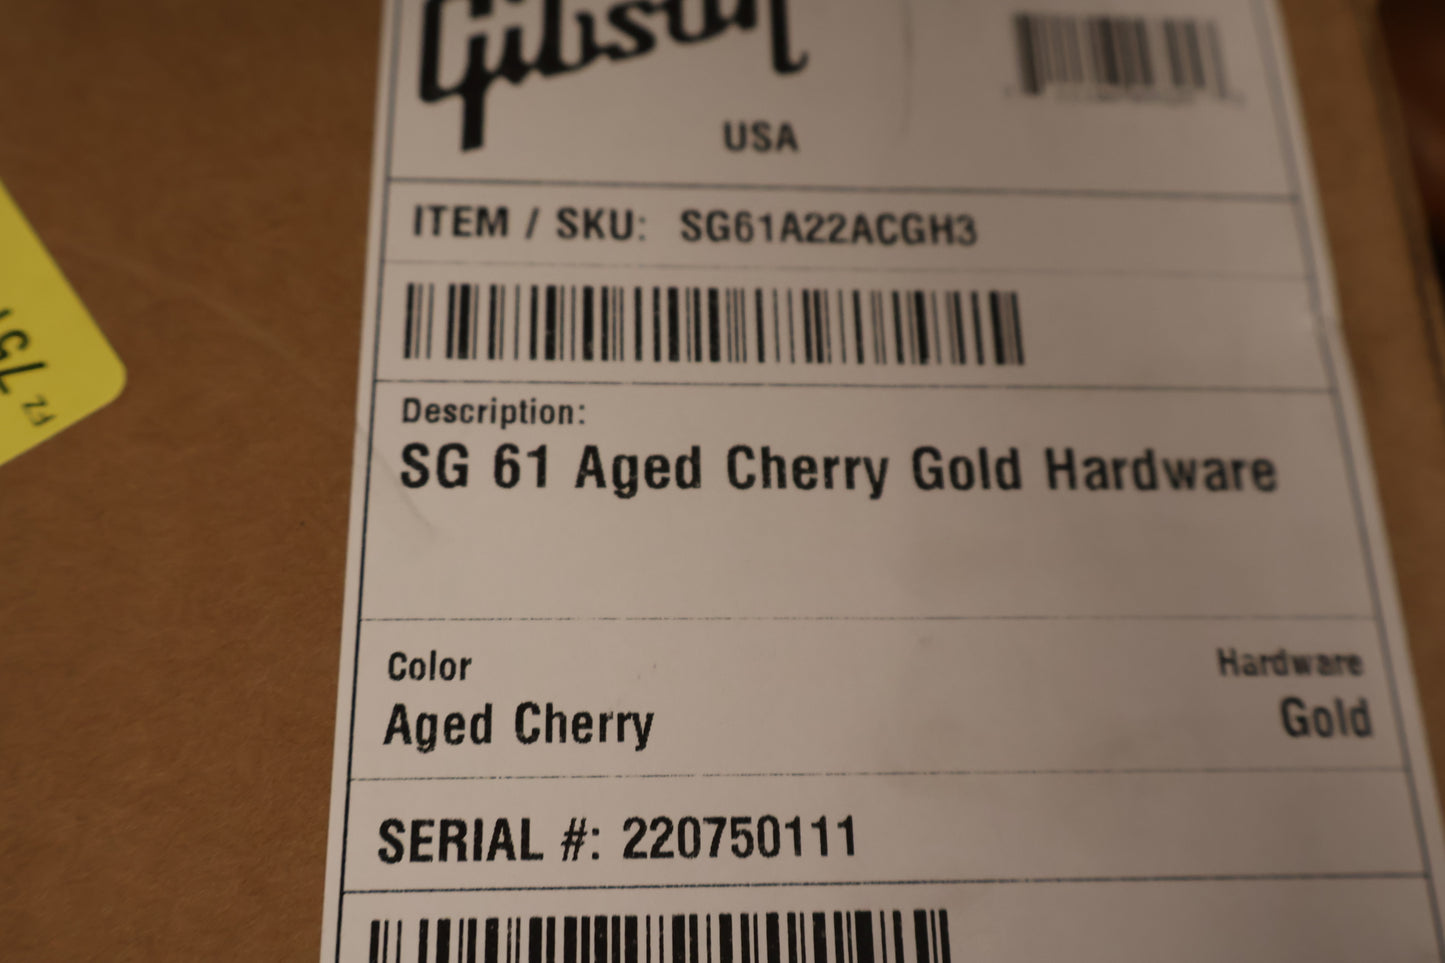 Gibson
USA
ITEM / SKU: SG61A22ACGH3
Description:
SG 61 Aged Cherry Gold Hardware
Color
Hardware
Aged Cherry
Gold
SERIAL #: 220750111
FZ